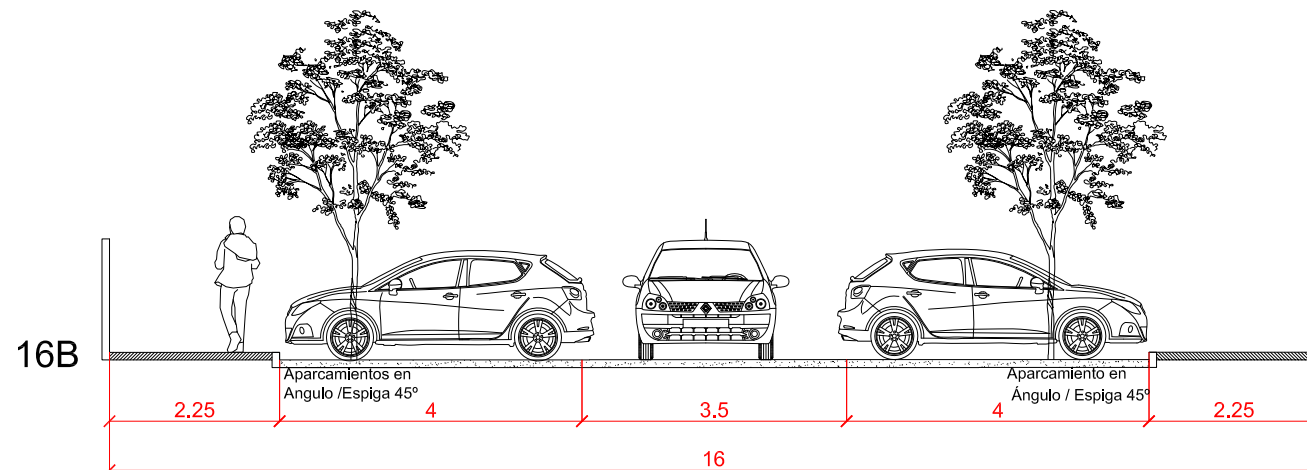 16B
Aparcamientos en
Angulo /Espiga 45º
Aparcamiento en
Ángulo / Espiga 45º
2.25
4
3.5
4
2.25
16